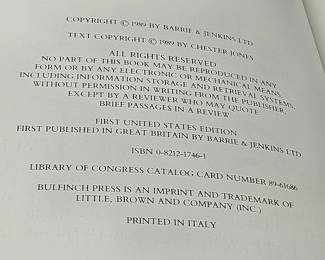 COPYRIGHT © 1989 BY BARRIE & JENKINS LTD
TEXT COPYRIGHT © 1989 BY CHESTER JONES
ALL RIGHTS RESERVED
NO PART OF THIS BOOK MAY BE REPRODUCED IN ANY
FORM OR BY ANY ELECTRONIC OR MECHANICAL MEANS,
INCLUDING INFORMATION STORAGE AND RETRIEVAL SYSTEMS,
WITHOUT PERMISSION IN WRITING FROM THE PUBLISHER,
EXCEPT BY A REVIEWER WHO MAY QUOTE
BRIEF PASSAGES IN A REVIEW
FIRST UNITED STATES EDITION
FIRST PUBLISHED IN GREAT BRITAIN BY BARRIE & JENKINS LTD
ISBN 0-8212-1746-1
LIBRARY OF CONGRESS CATALOG CARD NUMBER 89-61686
BULFINCH PRESS IS AN IMPRINT AND TRADEMARK OF
LITTLE, BROWN AND COMPANY (INC.)
PRINTED IN ITALY